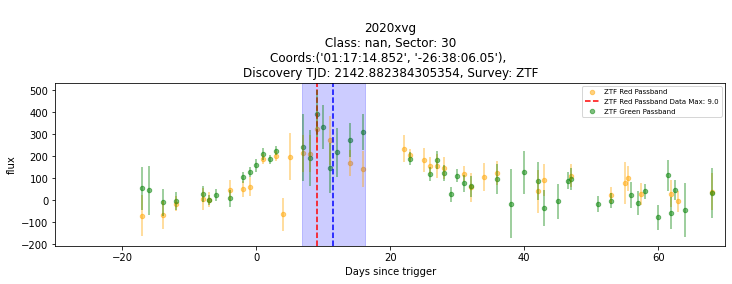 2020xvg
Class: nan, Sector: 30
Coords:('01:17:14.852', '-26:38:06.05'),
Discovery TJD: 2142.882384305354, Survey: ZTF
500
400
300
200
100
0
−100
−200
flux
ZTF Red Passband
ZTF Red Passband Data Max: 9.0
ZTF Green Passband
−20
0
20
40
60
Days since trigger